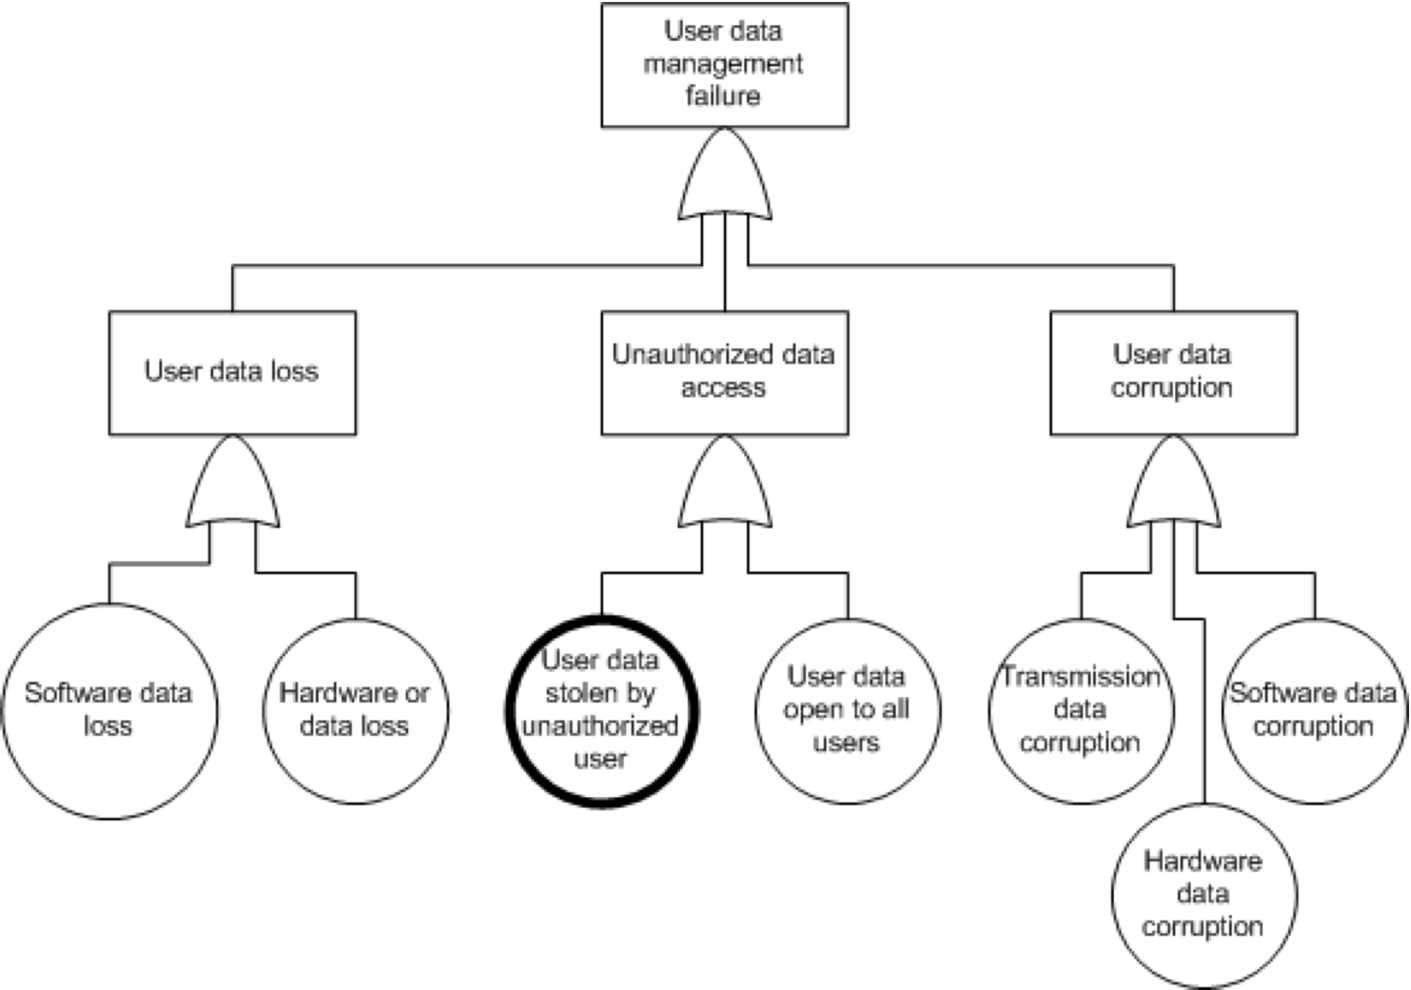 User data
management
failure
User data loss
Unauthorized data
access
User data
corruption
Software data
loss
Hardware or
data loss
User data
stolen by
unauthorized
user
User data
open to all
users
Transmission
data
corruption
Software data
corruption
Hardware
data
corruption